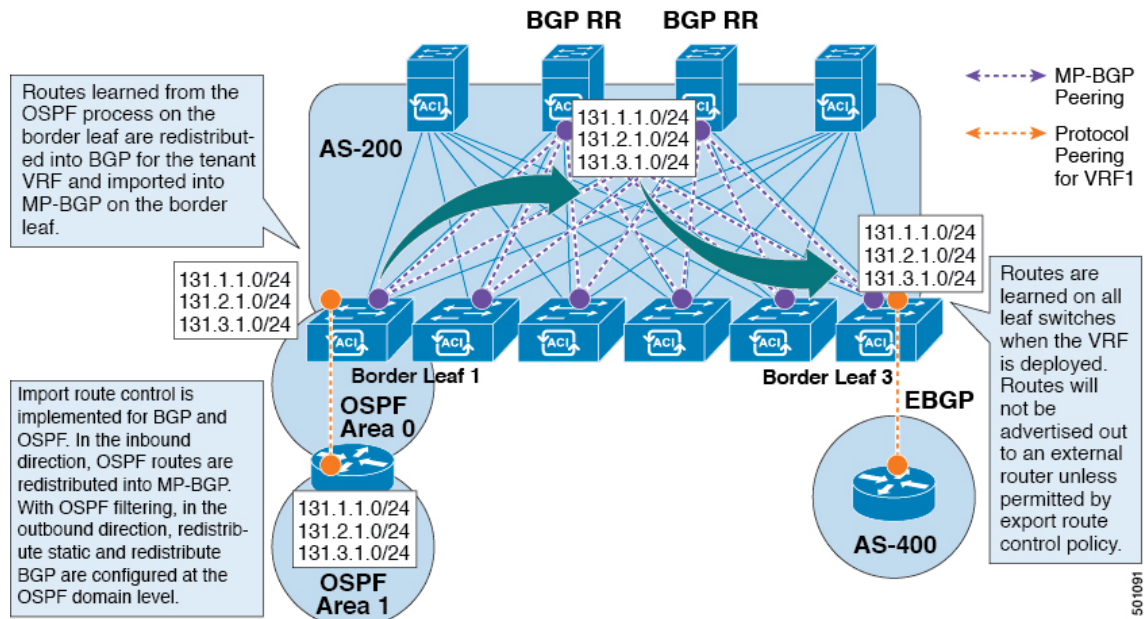 BGP RR
BGP RR
MP-BGP
Peering
Protocol
Peering
for VRF1
Routes learned from the
OSPF process on the
border leaf are redistribut-
ed into BGP for the tenant
VRF and imported into
MP-BGP on the border
leaf.
AS-200
ACI
ACI
ACI
ACI
131.1.1.0/24
131.2.1.0/24
131.3.1.0/24
131.1.1.0/24
131.2.1.0/24
131.3.1.0/24
131.1.1.0/24
131.2.1.0/24
131.3.1.0/24
ACI
ACI
ACI
ACI
ACI
ACI
Border Leaf 1
Border Leaf 3
Routes are
learned on all
leaf switches
when the VRF
is deployed.
Routes will
not be
advertised out
to an external
router unless
permitted by
export route
control policy.
Import route control is
implemented for BGP and
OSPF. In the inbound
direction, OSPF routes are
redistributed into MP-BGP.
With OSPF filtering, in the
outbound direction, redistrib-
ute static and redistribute
BGP are configured at the
OSPF domain level.
OSPF
Area 0
131.1.1.0/24
131.2.1.0/24
131.3.1.0/24
OSPF
Area 1
EBGP
AS-400
501091